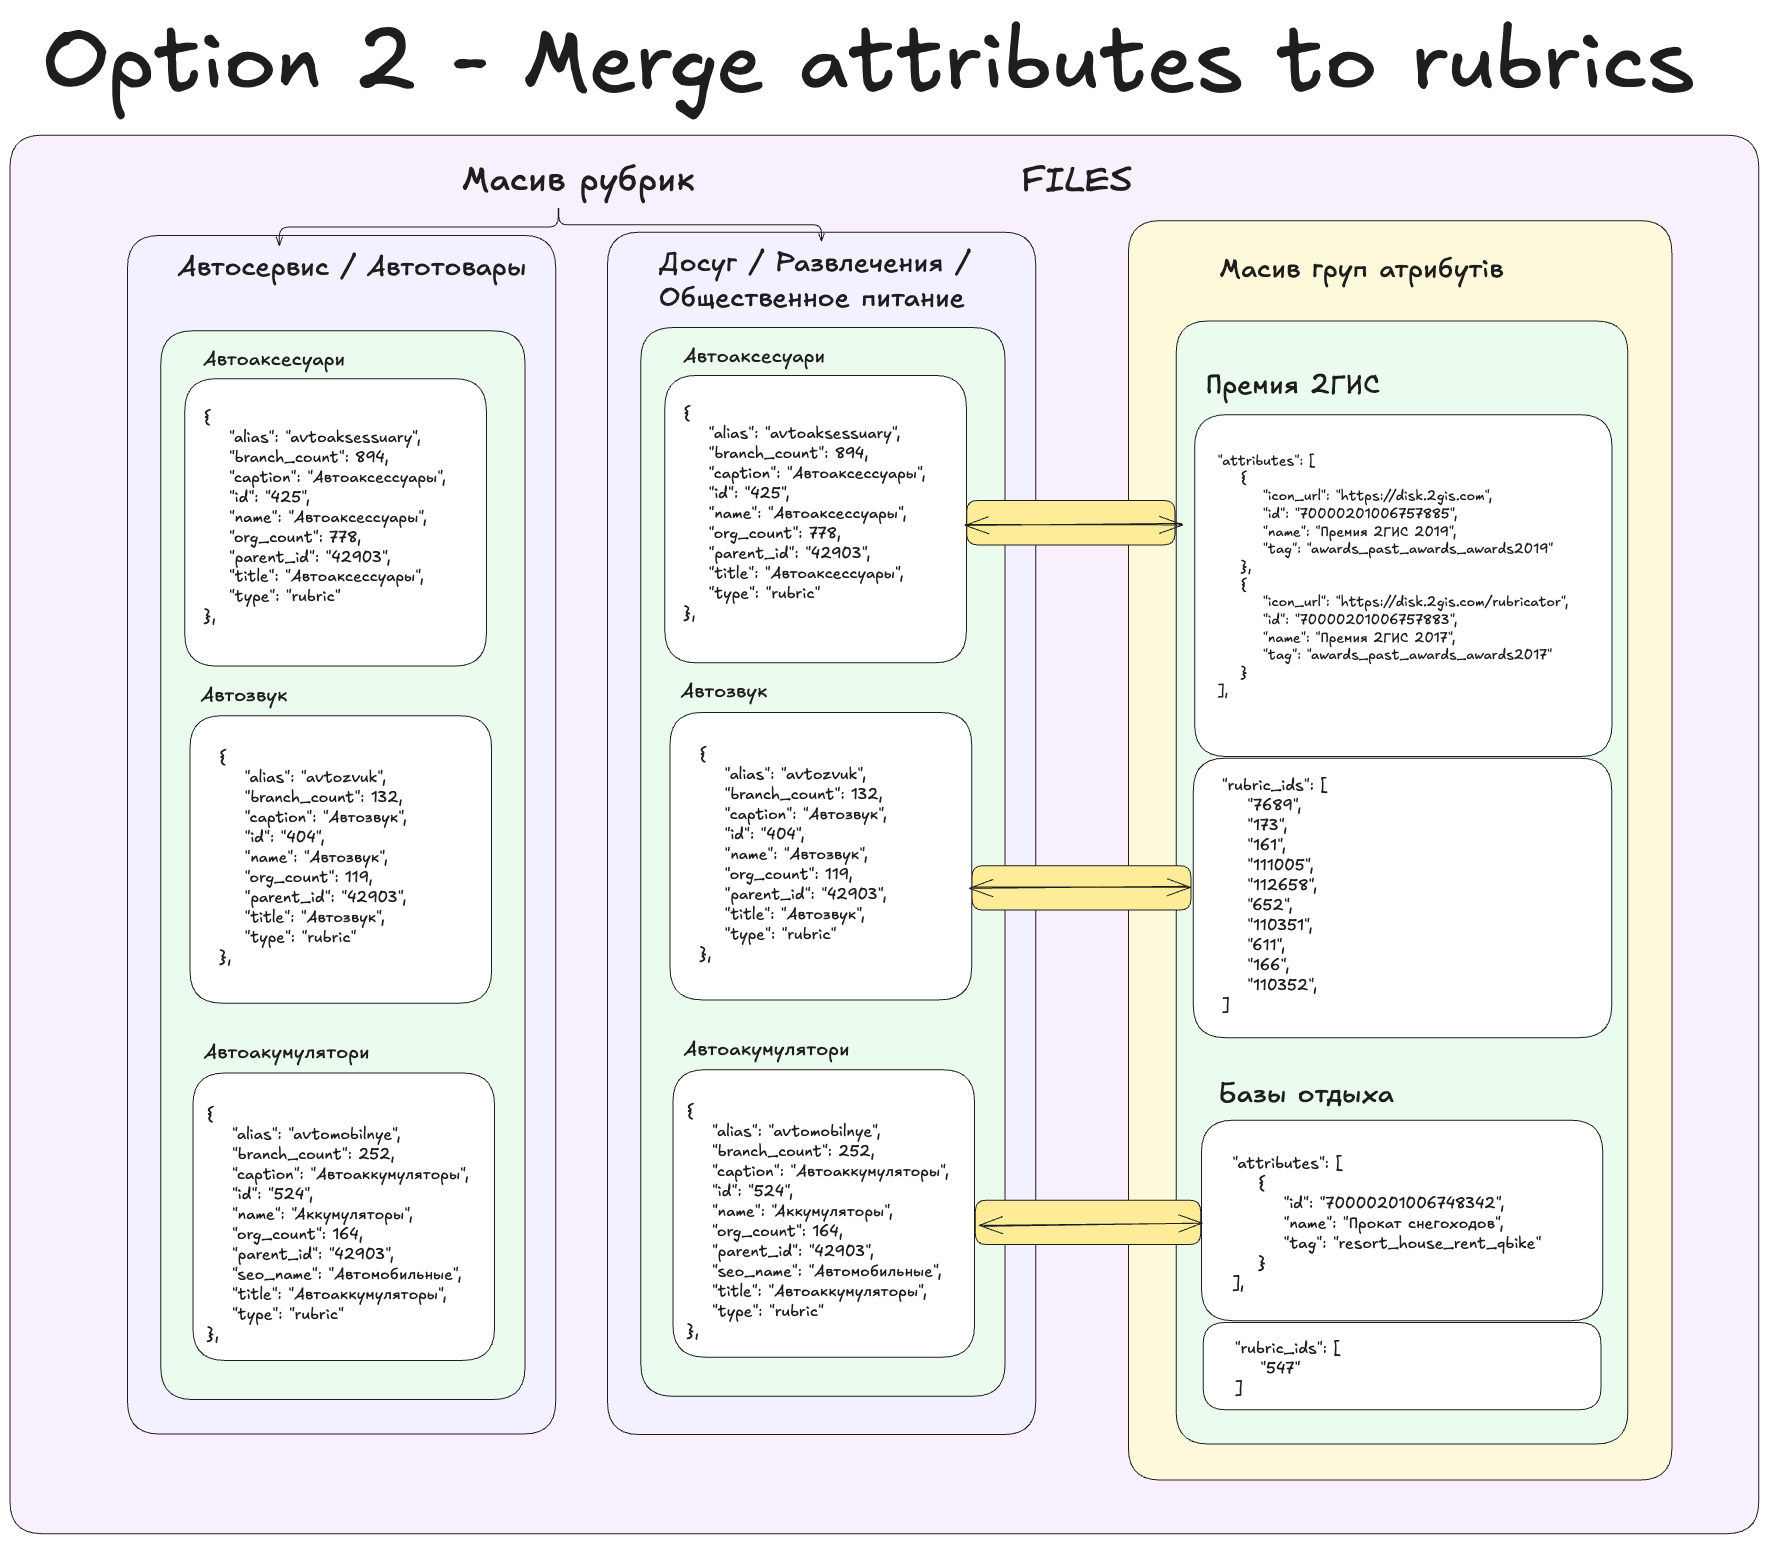 Option 2 - Merge attributes to rubrics
Масив рубрик
FILES
Автосервис / Автотовары
Автоаксесуари
{
"alias": "avtoaksessuary",
"branch_count": 894,
"caption": "Автоаксессуары",
"id": "425",
"name": "Автоаксессуары",
"org_count": 778,
"parent_id": "42903",
"title": "Автоаксессуары",
"type": "rubric"
},
Автозвук
{
"alias": "avtozvuk",
"branch_count": 132,
"caption": "Автозвук",
"id": "404",
"name": "Автозвук",
"org_count": 119,
"parent_id": "42903",
"title": "Автозвук",
"type": "rubric"
},
Автоакумулятори
{
"alias": "avtomobilnye",
"branch_count": 252,
"caption": "Автоаккумуляторы",
"id": "524",
"name": "Аккумуляторы",
"org_count": 164,
"parent_id": "42903",
"seo_name": "Автомобильные",
"title": "Автоаккумуляторы",
"type": "rubric"
},
Досуг / Развлечения /
Общественное питание
Автоаксесуари
{
"alias": "avtoaksessuary",
"branch_count": 894,
"caption": "Автоаксессуары",
"id": "425",
"name": "Автоаксессуары",
"org_count": 778,
"parent_id": "42903",
"title": "Автоаксессуары",
"type": "rubric"
},
Автозвук
{
"alias": "avtozvuk",
"branch_count": 132,
"caption": "Автозвук",
"id": "404",
"name": "Автозвук",
"org_count": 119,
"parent_id": "42903",
"title": "Автозвук",
"type": "rubric"
},
Автоакумулятори
{
"alias": "avtomobilnye",
"branch_count": 252,
"caption": "Автоаккумуляторы",
"id": "524",
"name": "Аккумуляторы",
"org_count": 164,
"parent_id": "42903",
"seo_name": "Автомобильные",
"title": "Автоаккумуляторы",
"type": "rubric"
},
Масив груп атрибутів
Премия 2ГИС
"attributes": [
{
"icon_url": "https://disk.2gis.com",
"id": "70000201006757885",
"name": "Премия 2ГИС 2019",
"tag": "awards_past_awards_awards2019"
},
{
"icon_url": "https://disk.2gis.com/rubricator",
"id": "70000201006757883",
"name": "Премия 2ГИС 2017",
"tag": "awards_past_awards_awards2017"
}
],
"rubric_ids": [
"7689",
"173",
"161",
"111005",
"112658",
"652",
"110351",
"611",
"166",
"110352",
]
Базы отдыха
"attributes": [
{
"id": "70000201006748342",
"name": "Прокат снегоходов",
"tag": "resort_house_rent_qbike"
}
],
"rubric_ids": [
"547"
]